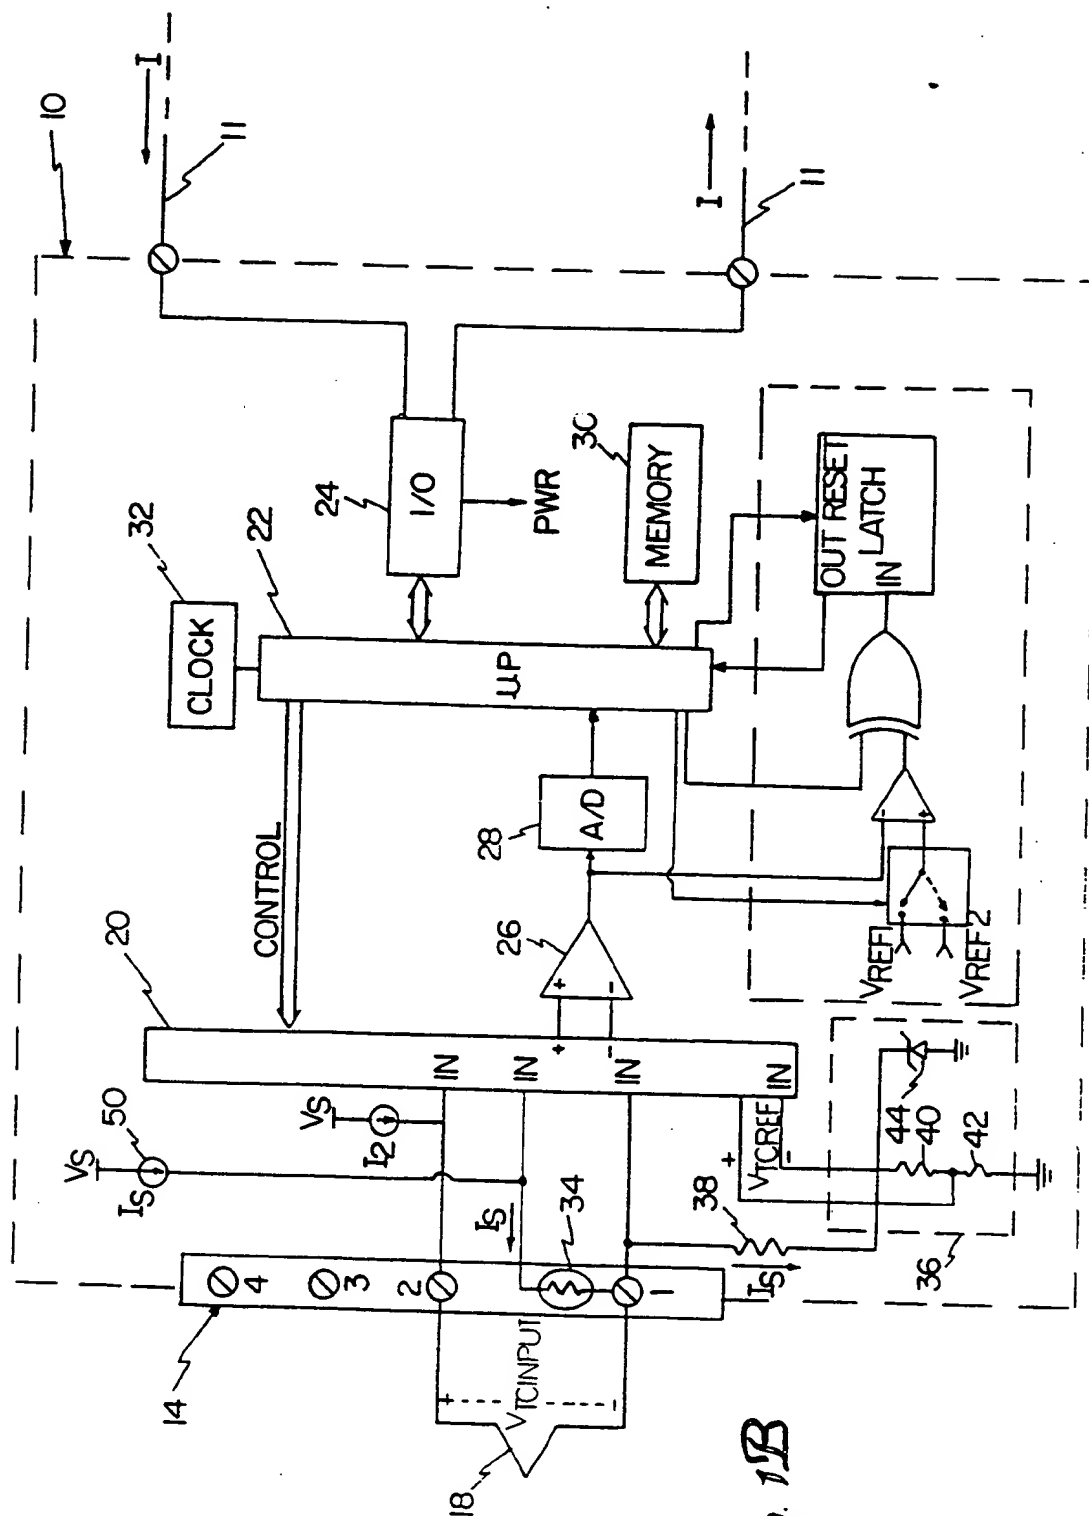 10
I
11
I
11
32
CLOCK
22
24
I/O
PWR
30
MEMORY
µP
CONTROL
28
A/D
26
+
-
+
-
20
IN
IN
IN
IN
OUT RESET
LATCH
IN
-
+
VREF1
VREF2
50
VS
IS
VS
I2
IS
34
38
IS
+
VTCREF
-
44
40
42
36
14
4
3
2
1
+
VTCINPUT
-
18
1B